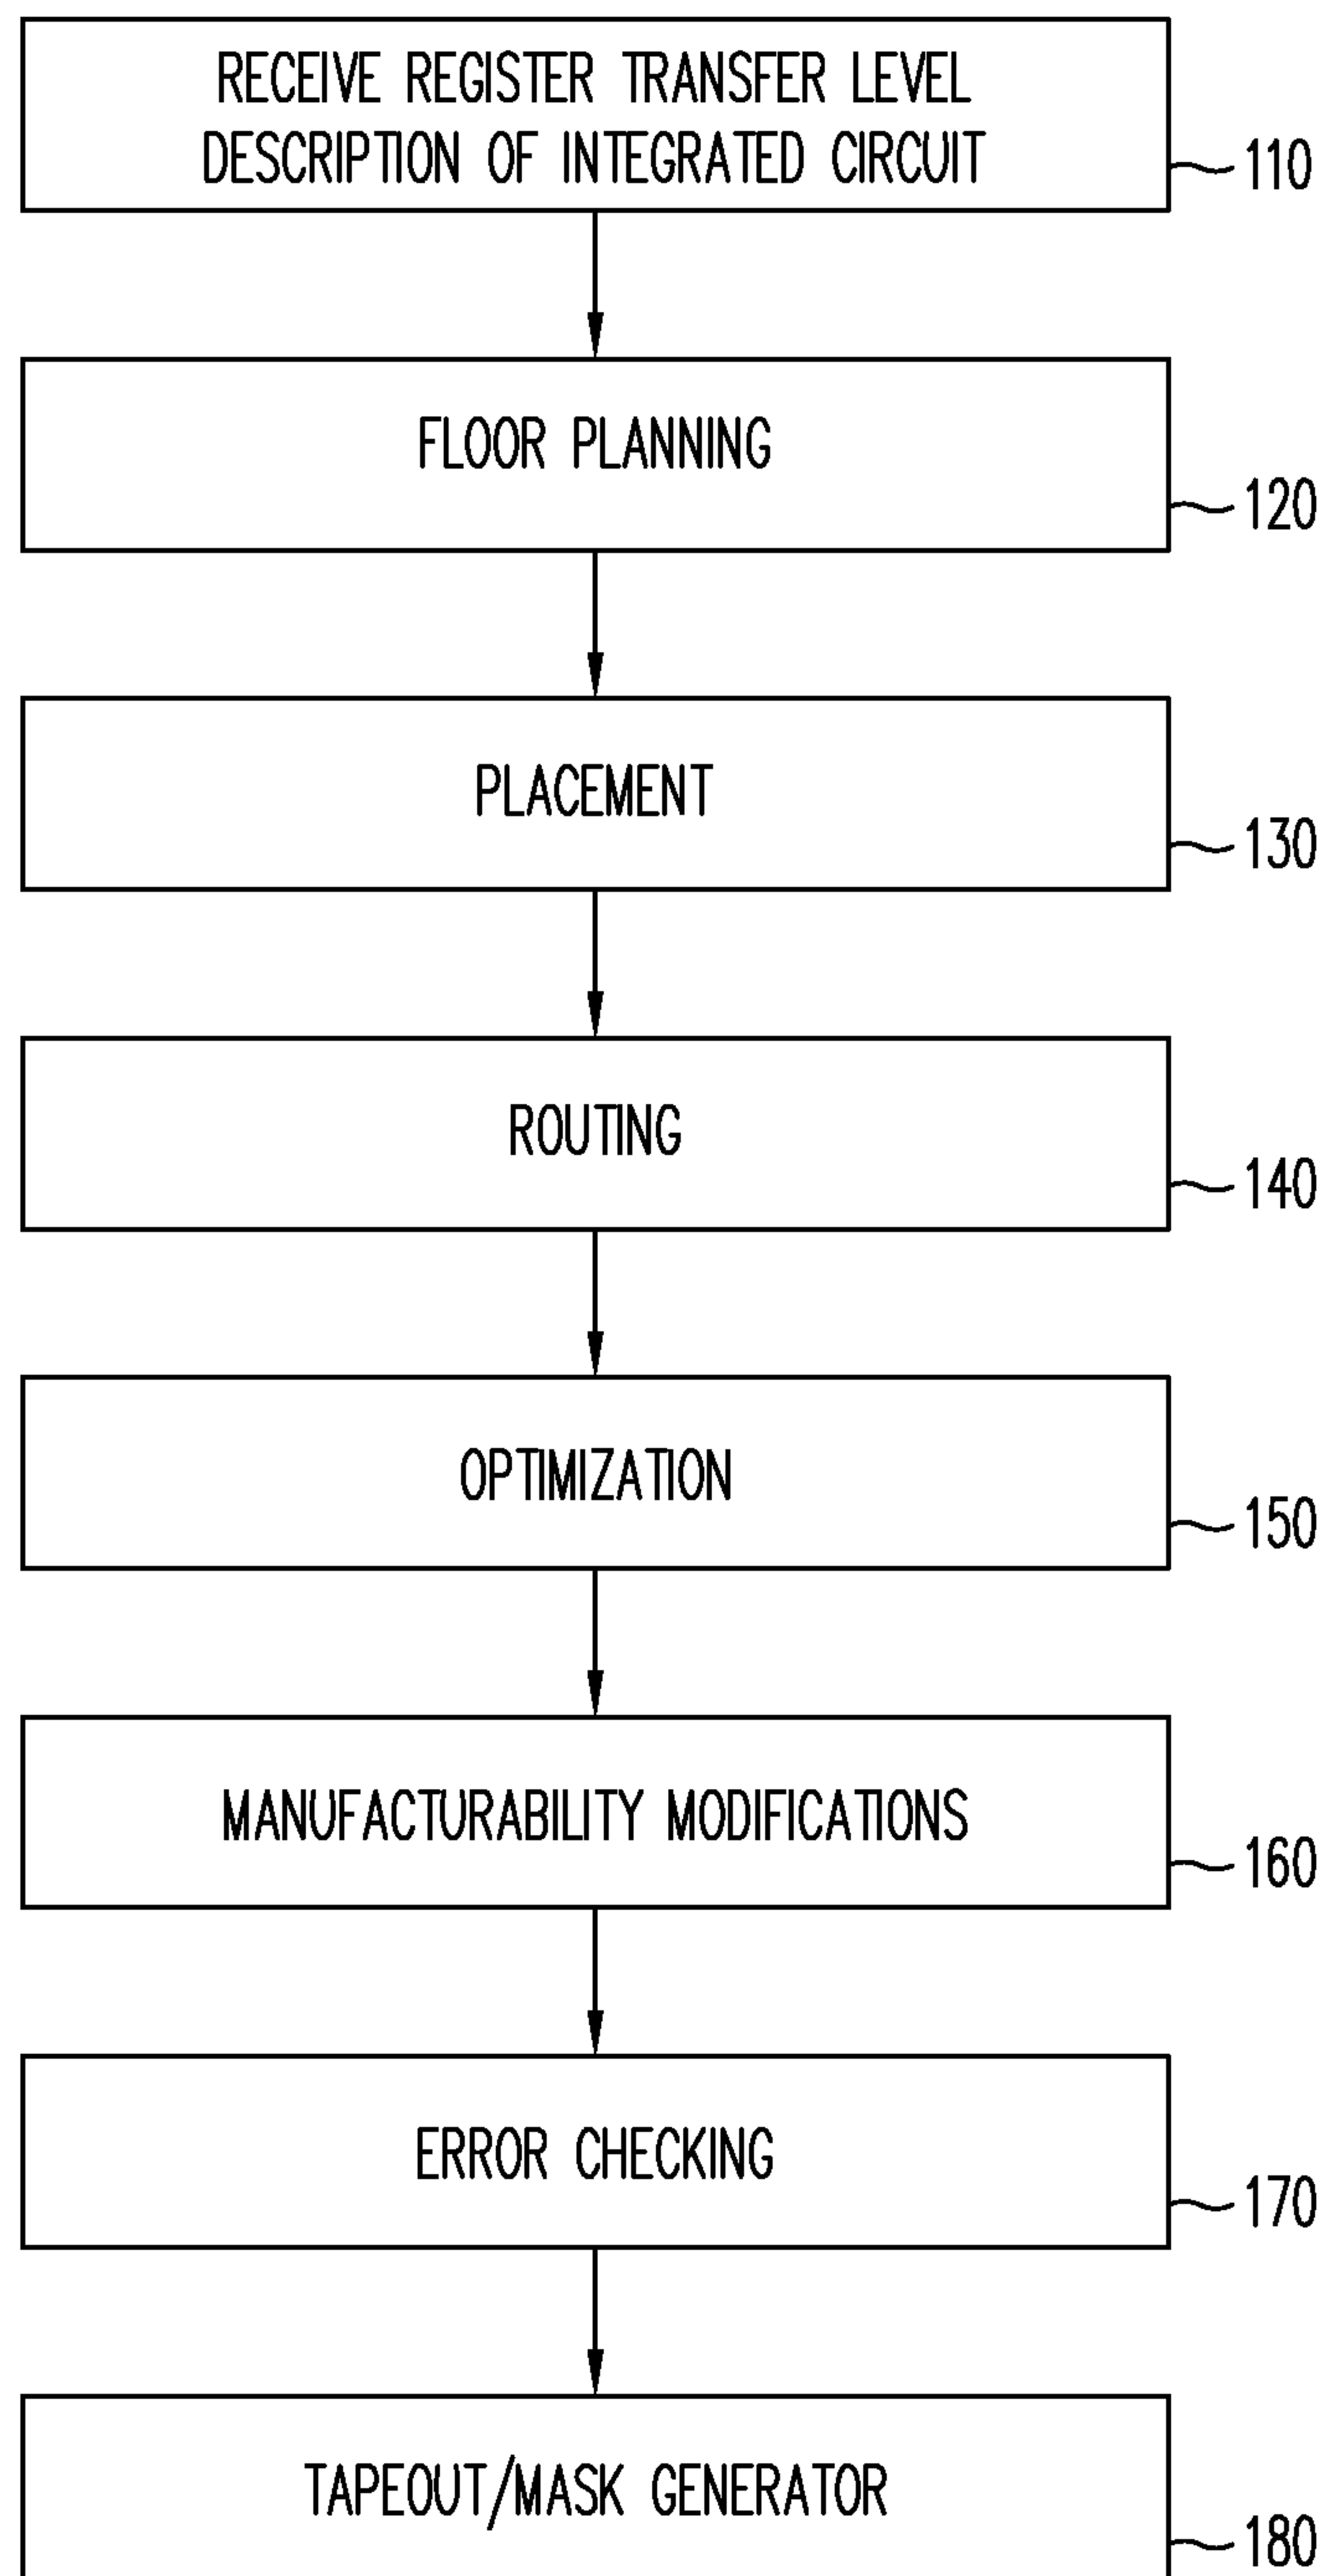 RECEIVE REGISTER TRANSFER LEVEL
DESCRIPTION OF INTEGRATED CIRCUIT
110
FLOOR PLANNING
120
PLACEMENT
130
ROUTING
140
OPTIMIZATION
150
MANUFACTURABILITY MODIFICATIONS
160
ERROR CHECKING
170
TAPEOUT/MASK GENERATOR
180